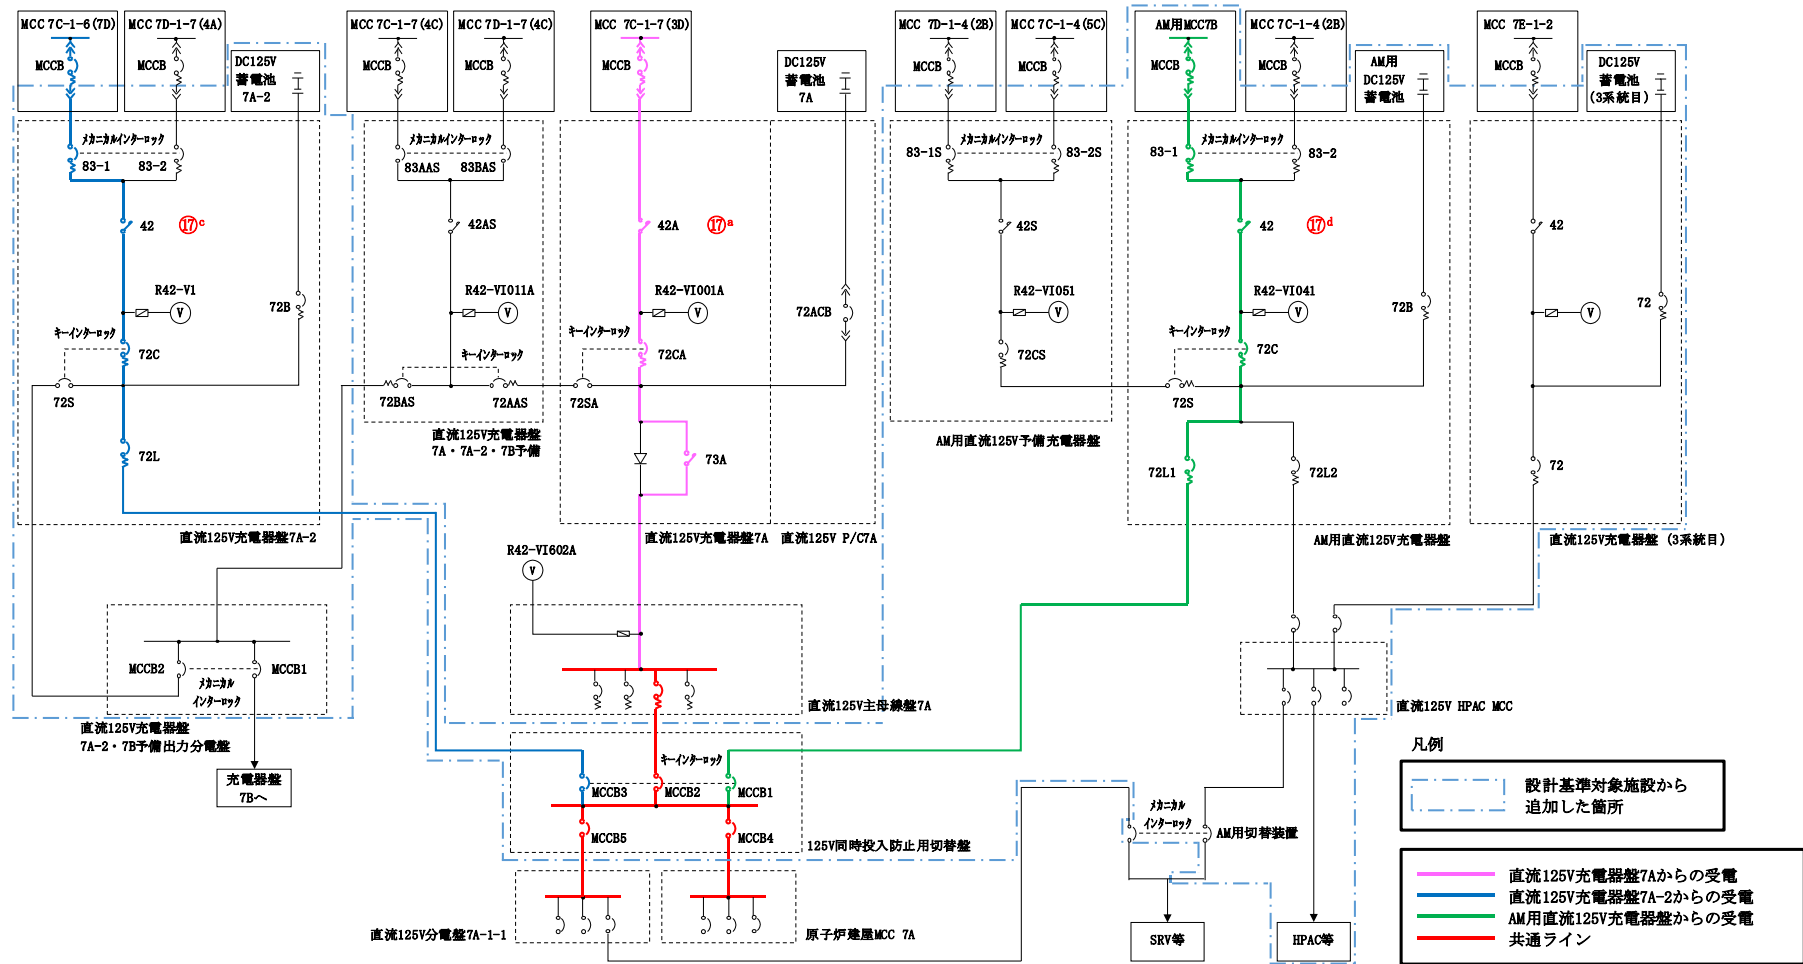 MCC 7C-1-6(7D)
MCCB
MCC 7D-1-7(4A)
MCCB
DC125V
蓄電池
7A-2
MCC 7C-1-7(4C)
MCCB
MCC 7D-1-7(4C)
MCCB
MCC 7C-1-7(3D)
MCCB
DC125V
蓄電池
7A
MCC 7D-1-4(2B)
MCCB
MCC 7C-1-4(5C)
MCCB
AM用MCC7B
MCCB
MCC 7C-1-4(2B)
MCCB
AM用
DC125V
蓄電池
MCC 7E-1-2
MCCB
DC125V
蓄電池
(3系統目)
メカニカルインターロック
83-1
83-2
42
⑰c
R42-V1
V
キーインターロック
72C
72B
72S
72L
直流125V充電器盤7A-2
メカニカルインターロック
83AAS
83BAS
42AS
R42-VI011A
V
キーインターロック
72BAS
72AAS
直流125V充電器盤
7A・7A-2・7B予備
42A
⑰a
R42-VI001A
V
キーインターロック
72CA
72SA
72ACB
73A
直流125V充電器盤7A
直流125V P/C7A
83-1S
83-2S
42S
R42-VI051
V
72CS
AM用直流125V予備充電器盤
メカニカルインターロック
83-1
83-2
42
⑰d
R42-VI041
V
キーインターロック
72C
72B
72S
72L1
72L2
AM用直流125V充電器盤
42
V
72
72
直流125V充電器盤 (3系統目)
R42-VI602A
V
直流125V主母線盤7A
MCCB2
MCCB1
メカニカル
インターロック
直流125V充電器盤
7A-2・7B予備出力分電盤
充電器盤
7Bへ
キーインターロック
MCCB3
MCCB2
MCCB1
MCCB5
MCCB4
125V同時投入防止用切替盤
直流125V分電盤7A-1-1
原子炉建屋MCC 7A
直流125V HPAC MCC
メカニカル
インターロック
AM用切替装置
SRV等
HPAC等
凡例
設計基準対象施設から
追加した箇所
直流125V充電器盤7Aからの受電
直流125V充電器盤7A-2からの受電
AM用直流125V充電器盤からの受電
共通ライン